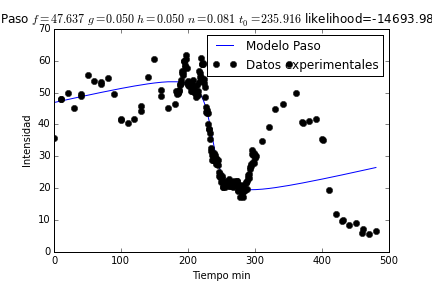 Paso f=47.637 g=0.050 h=0.050 n=0.081 t₀=235.916 likelihood=-14693.98
70
60
50
40
30
20
10
0
Intensidad
Modelo Paso
Datos experimentales
0 100 200 300 400 500
Tiempo min